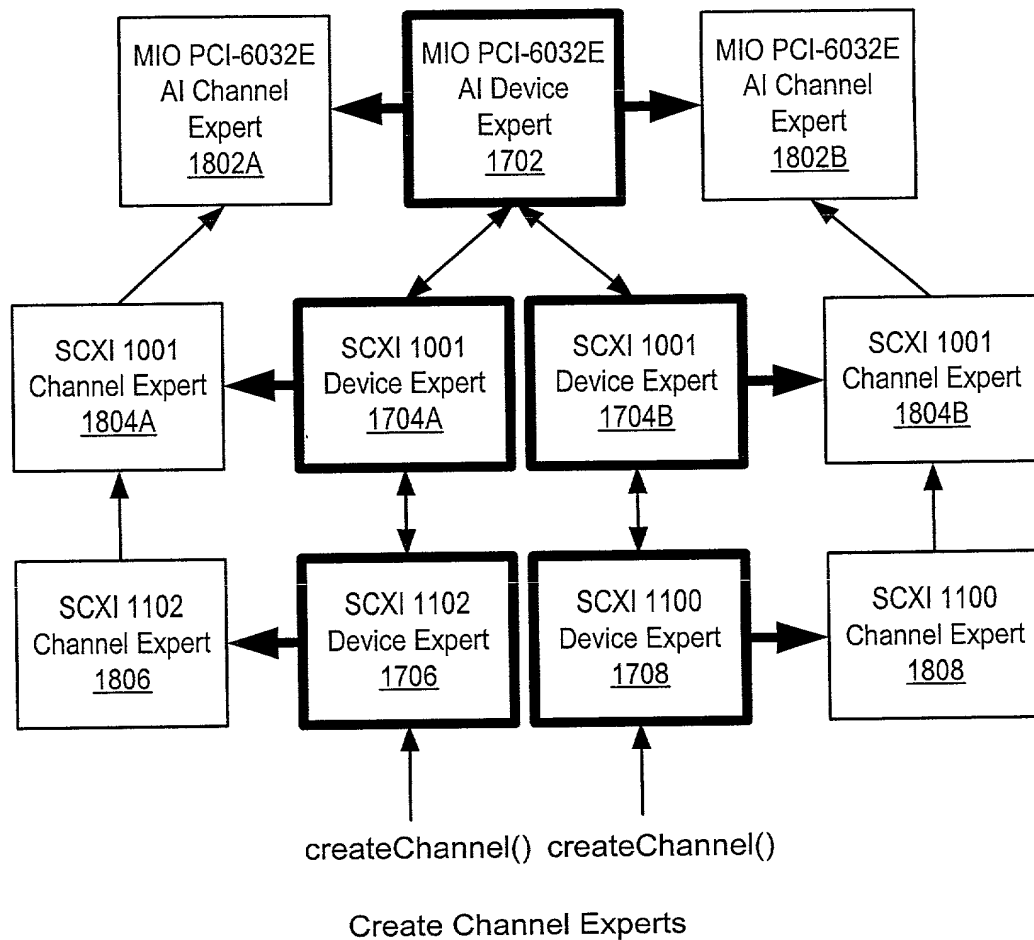 MIO PCI-6032E
AI Channel
Expert
1802A
MIO PCI-6032E
AI Device
Expert
1702
MIO PCI-6032E
AI Channel
Expert
1802B
SCXI 1001
Channel Expert
1804A
SCXI 1001
Device Expert
1704A
SCXI 1001
Device Expert
1704B
SCXI 1001
Channel Expert
1804B
SCXI 1102
Channel Expert
1806
SCXI 1102
Device Expert
1706
SCXI 1100
Device Expert
1708
SCXI 1100
Channel Expert
1808
createChannel()
createChannel()
Create Channel Experts